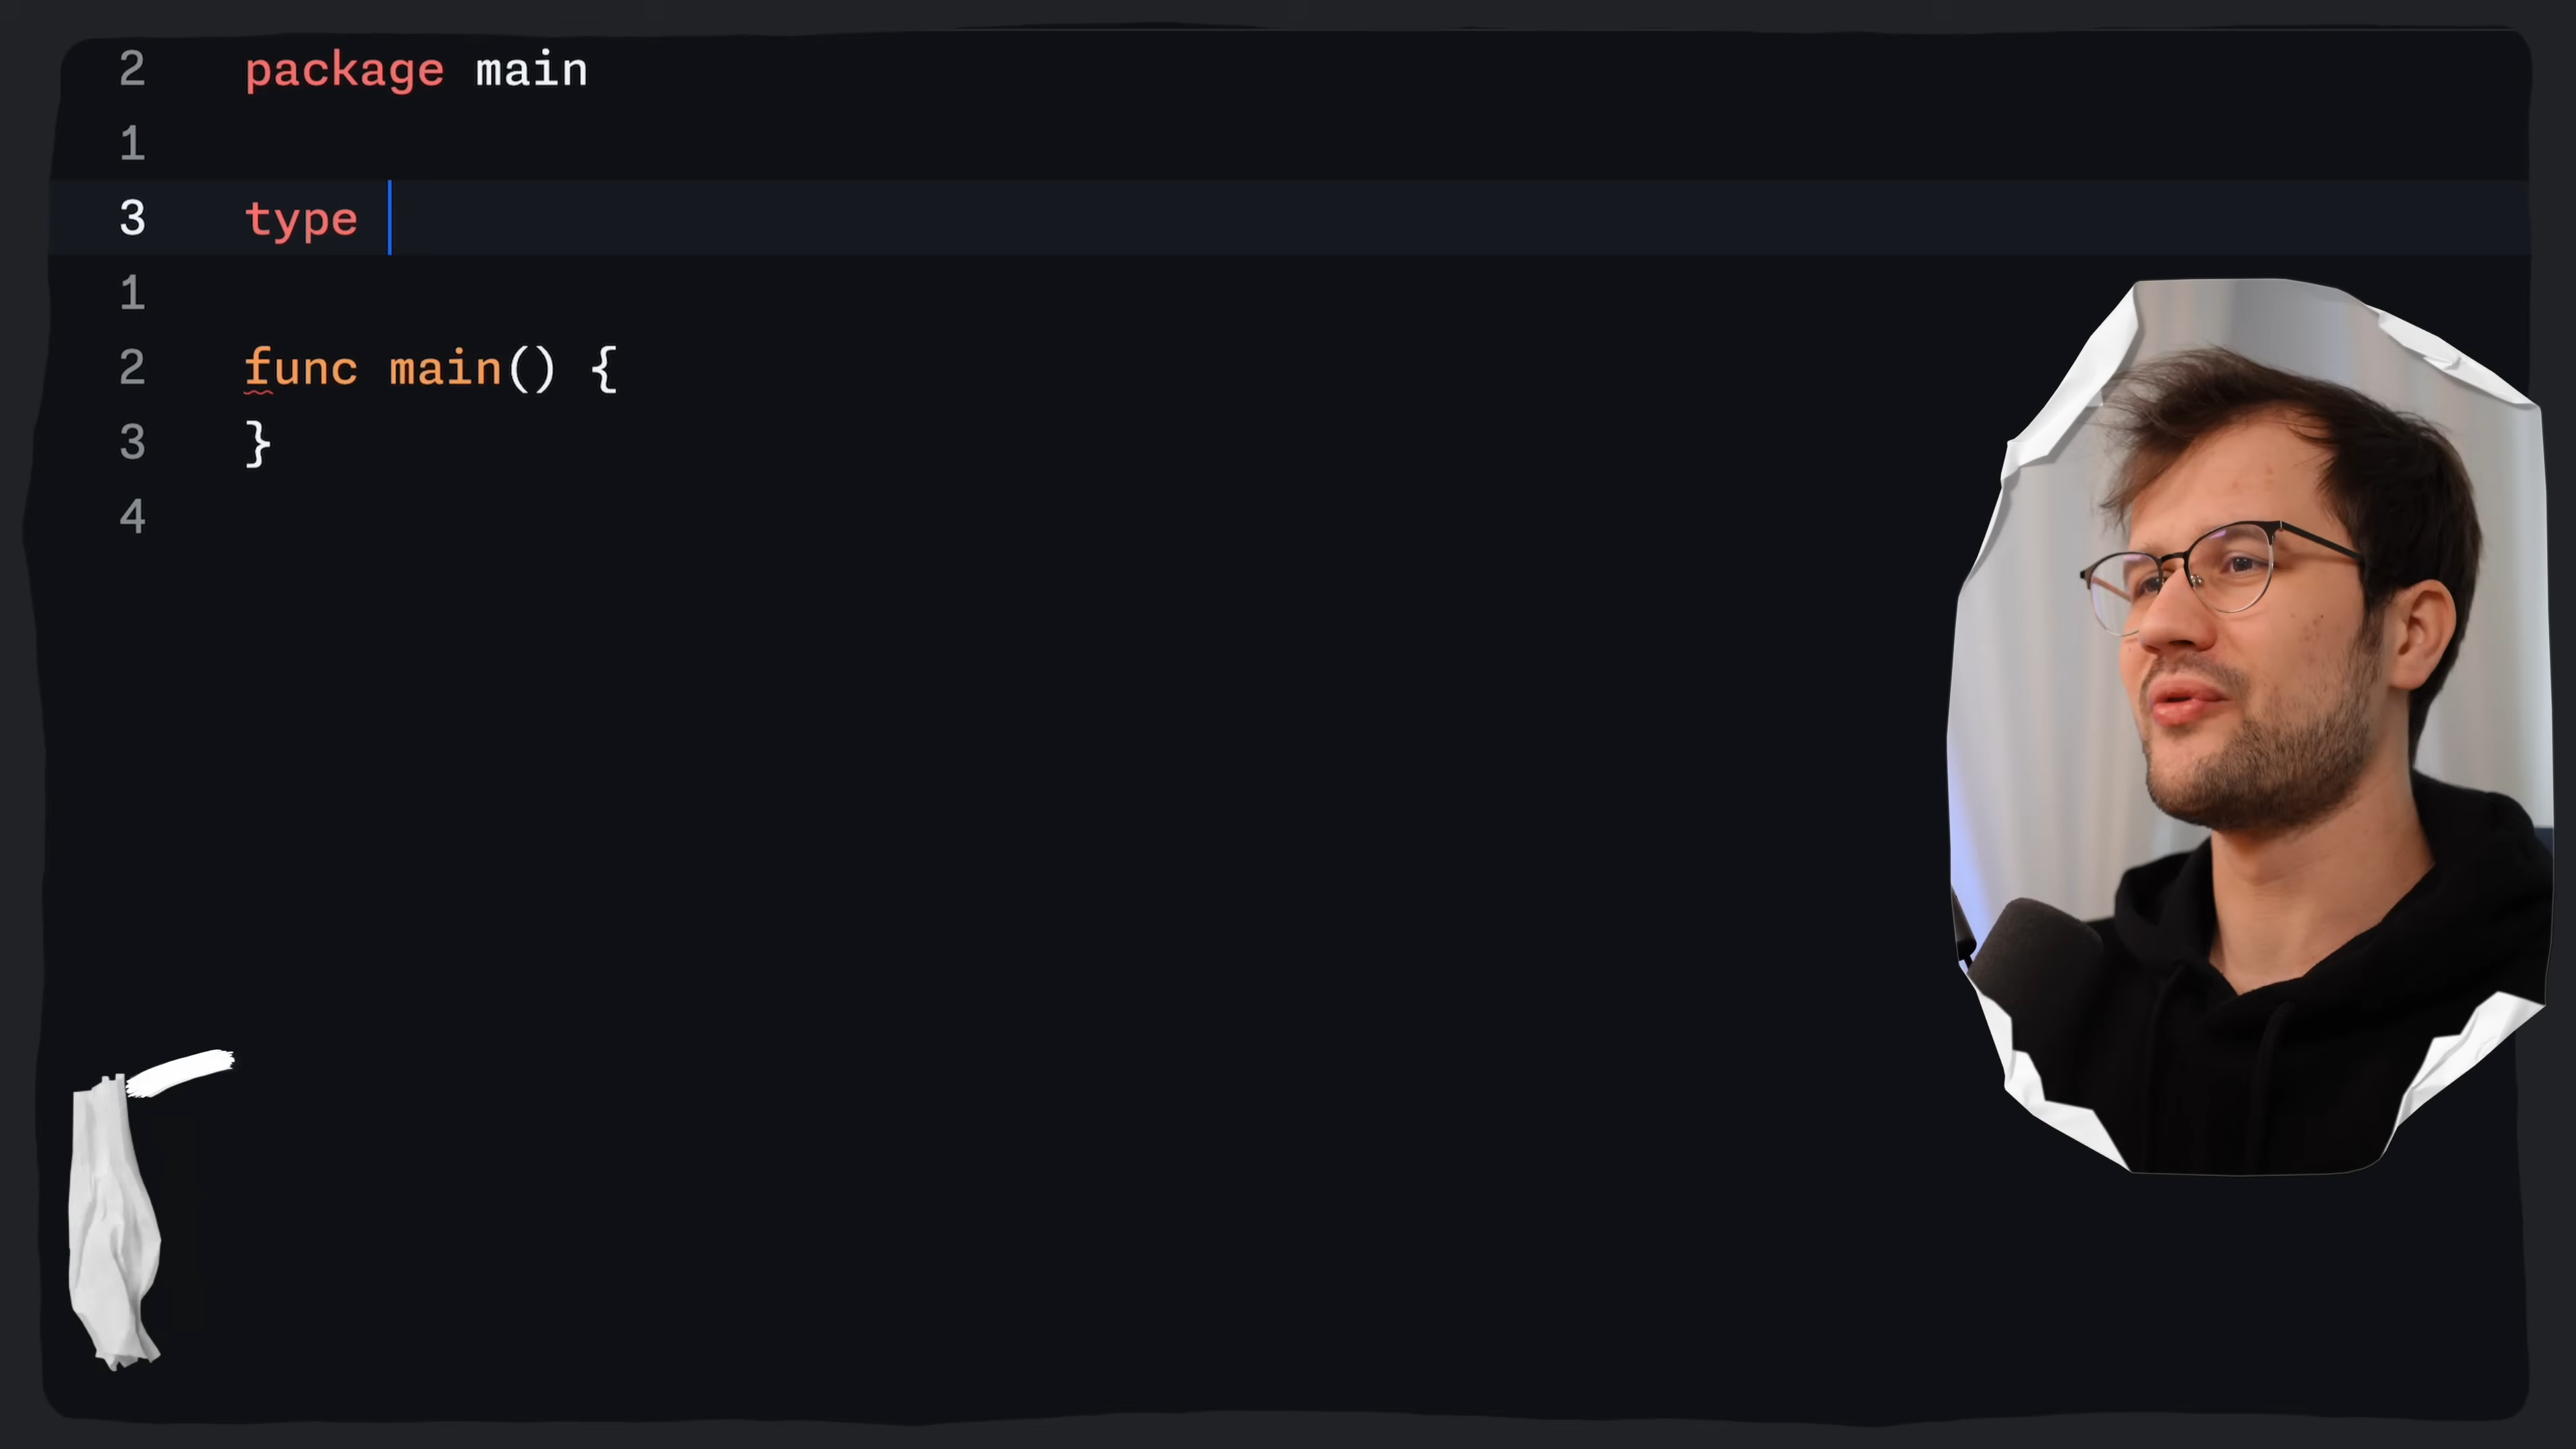 2 package main
1
3 type
1
2 func main() {
3 }
4